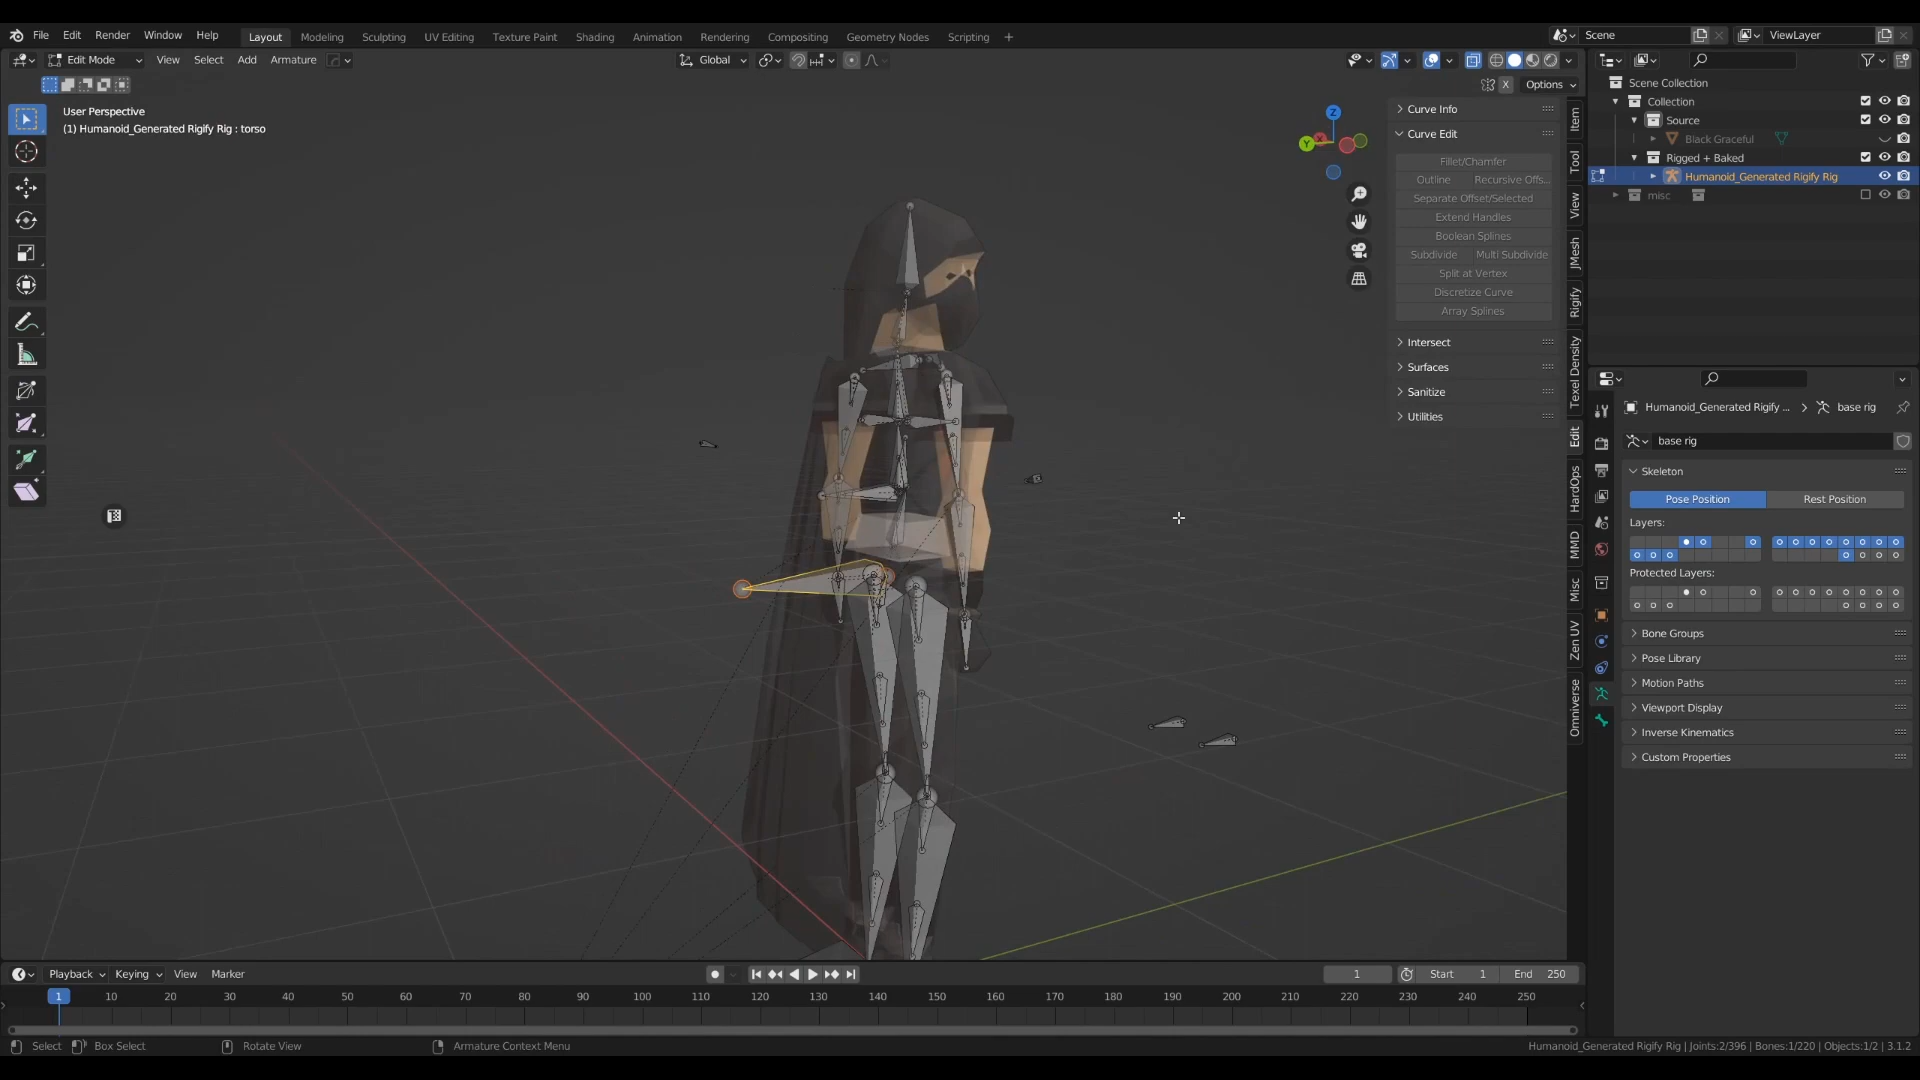 File Edit Render Window Help Layout Modeling Sculpting UV Editing Texture Paint Shading Animation Rendering Compositing Geometry Nodes Scripting + Scene ViewLayer
Edit Mode View Select Add Armature Global
X Options
User Perspective
(1) Humanoid_Generated Rigify Rig : torso
Z
Y
X
Curve Info
Curve Edit
Fillet/Chamfer
Outline Recursive Offs...
Separate Offset/Selected
Extend Handles
Boolean Splines
Subdivide Multi Subdivide
Split at Vertex
Discretize Curve
Array Splines
Intersect
Surfaces
Sanitize
Utilities
Item
Tool
View
JMesh
Rigify
Texel Density
Edit
HardOps
MMD
Misc
Zen UV
Omniverse
Scene Collection
Collection
Source
Black Graceful
Rigged + Baked
Humanoid_Generated Rigify Rig
misc
Humanoid_Generated Rigify ... base rig
base rig
Skeleton
Pose Position Rest Position
Layers:
Protected Layers:
Bone Groups
Pose Library
Motion Paths
Viewport Display
Inverse Kinematics
Custom Properties
Playback Keying View Marker 1 Start 1 End 250
1 10 20 30 40 50 60 70 80 90 100 110 120 130 140 150 160 170 180 190 200 210 220 230 240 250
Select Box Select Rotate View Armature Context Menu Humanoid_Generated Rigify Rig | Joints:2/396 | Bones:1/220 | Objects:1/2 | 3.1.2